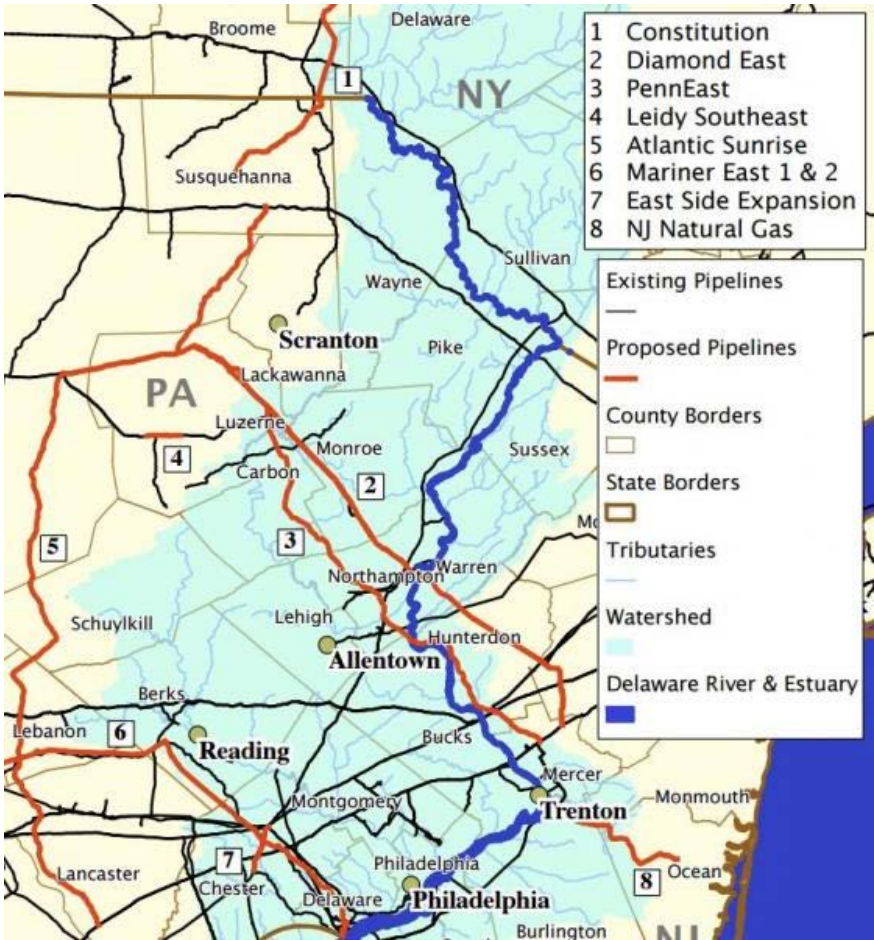 Delaware
Broome
1
NY
1 Constitution
2 Diamond East
3 PennEast
4 Leidy Southeast
5 Atlantic Sunrise
6 Mariner East 1 & 2
7 East Side Expansion
8 NJ Natural Gas
Susquehanna
Sullivan
Wayne
Existing Pipelines
Proposed Pipelines
County Borders
State Borders
Tributaries
Watershed
Delaware River & Estuary
Scranton
Pike
Lackawanna
PA
Luzerne
Monroe
Sussex
4
Carbon
2
5
3
Mo
Warren
Northampton
Lehigh
Schuylkill
Hunterdon
Allentown
Berks
Lebanon
6
Reading
Bucks
Mercer
Montgomery
Trenton
Monmouth
7
Philadelphia
Lancaster
Chester
Ocean
8
Delaware
Philadelphia
Burlington
NJ